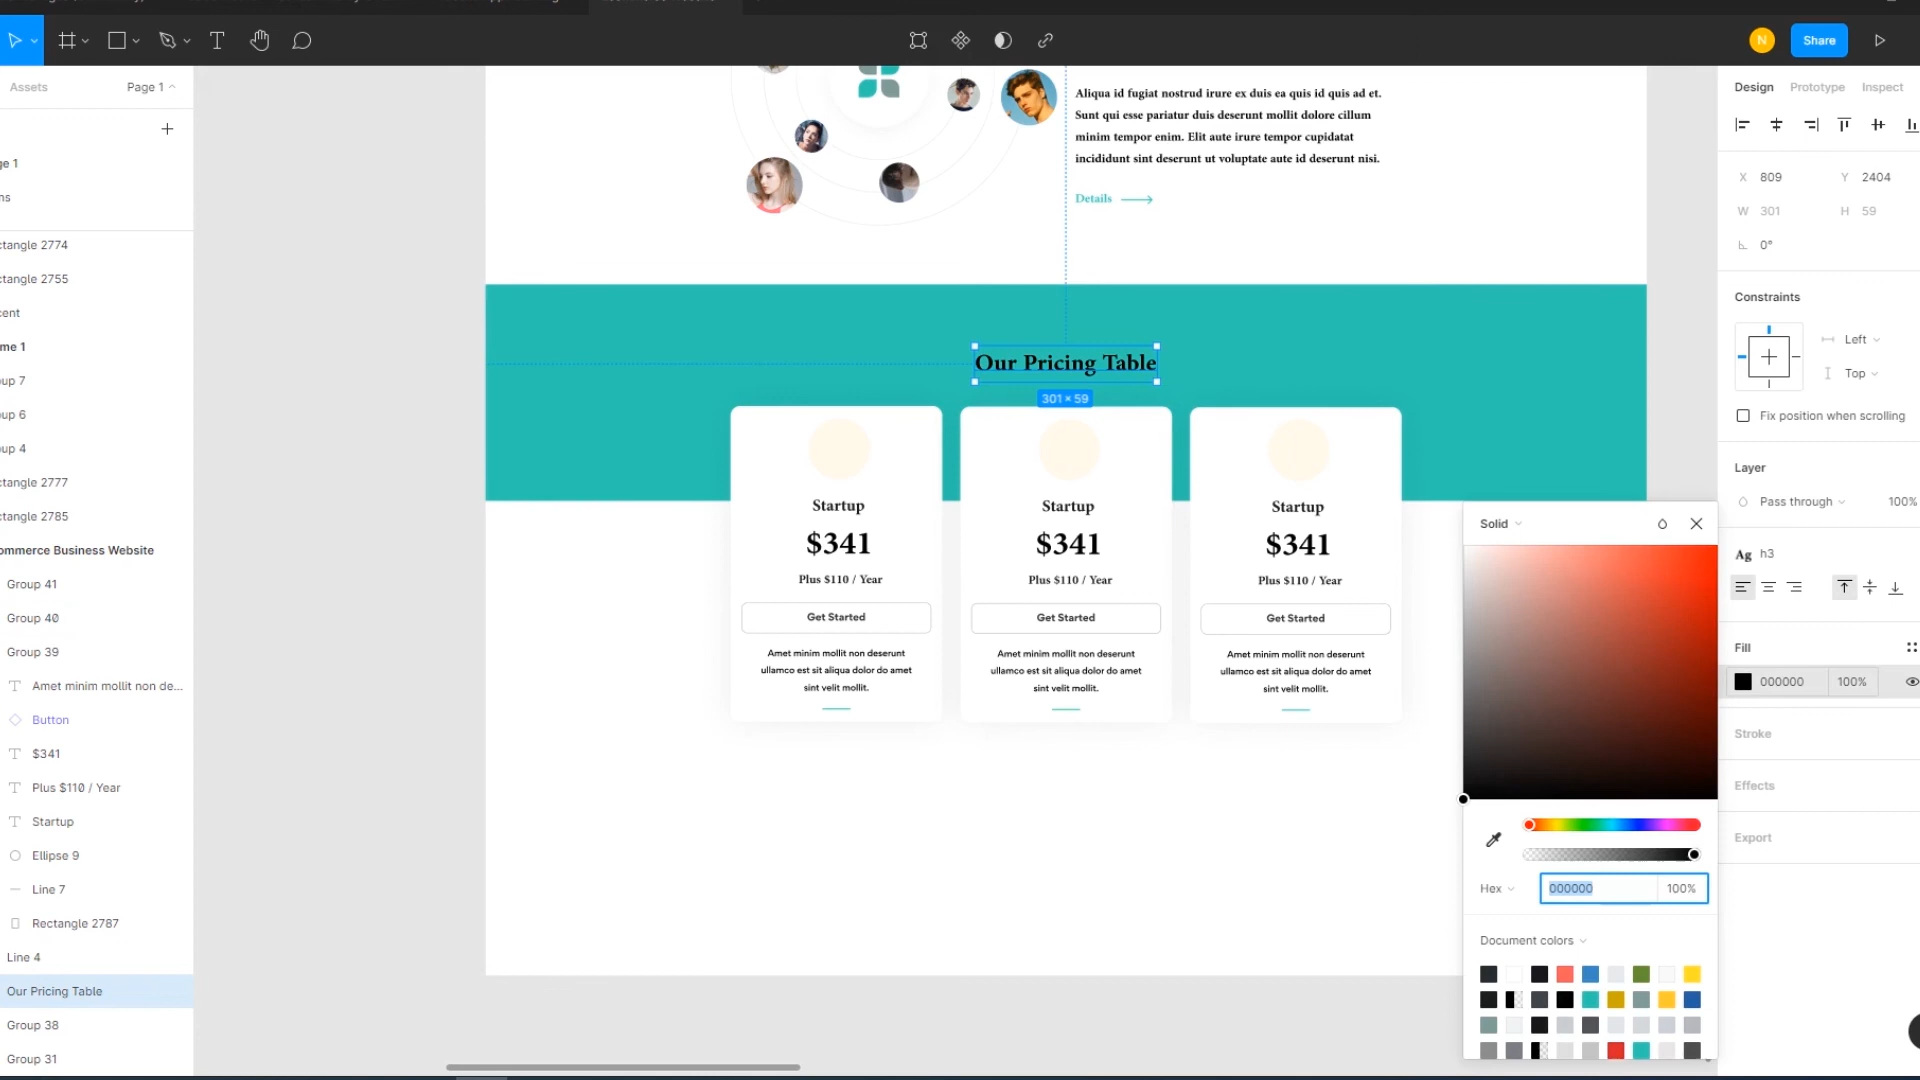 N
Share
Assets
Page 1
ge 1
ns
ctangle 2774
ctangle 2755
cent
me 1
oup 7
oup 6
oup 4
ctangle 2777
ctangle 2785
ommerce Business Website
Group 41
Group 40
Group 39
Amet minim mollit non de...
Button
$341
Plus $110 / Year
Startup
Ellipse 9
Line 7
Rectangle 2787
Line 4
Our Pricing Table
Group 38
Group 31
Aliqua id fugiat nostrud irure ex duis ea quis id quis ad et.
Sunt qui esse pariatur duis deserunt mollit dolore cillum
minim tempor enim. Elit aute irure tempor cupidatat
incididunt sint deserunt ut voluptate aute id deserunt nisi.
Details
Our Pricing Table
301 × 59
Startup
$341
Plus $110 / Year
Get Started
Amet minim mollit non deserunt
ullamco est sit aliqua dolor do amet
sint velit mollit.
Startup
$341
Plus $110 / Year
Get Started
Amet minim mollit non deserunt
ullamco est sit aliqua dolor do amet
sint velit mollit.
Startup
$341
Plus $110 / Year
Get Started
Amet minim mollit non deserunt
ullamco est sit aliqua dolor do amet
sint velit mollit.
Solid
Hex
000000
100%
Document colors
Design
Prototype
Inspect
X 809
Y 2404
W 301
H 59
0°
Constraints
Left
Top
Fix position when scrolling
Layer
Pass through
100%
Ag h3
Fill
000000
100%
Stroke
Effects
Export